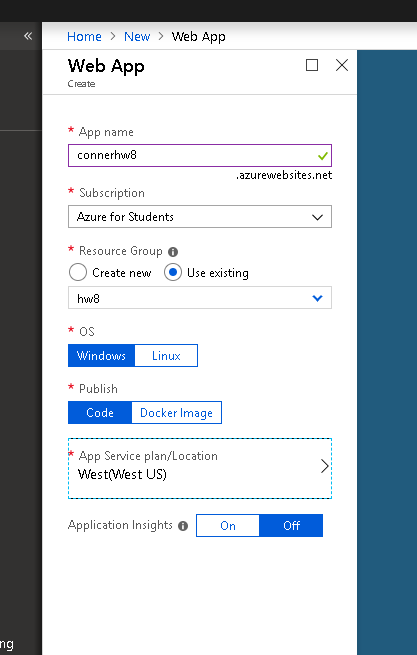 Home > New > Web App
Web App
Create
* App name
connerhw8
.azurewebsites.net
* Subscription
Azure for Students
* Resource Group
Create new Use existing
hw8
* OS
Windows Linux
* Publish
Code Docker Image
* App Service plan/Location
West(West US)
Application Insights On Off
ng